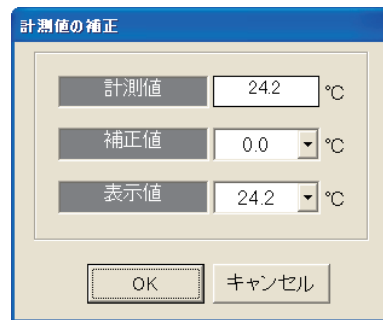 計測値の補正
計測値 24.2 ℃
補正値 0.0 ℃
表示値 24.2 ℃
OK キャンセル